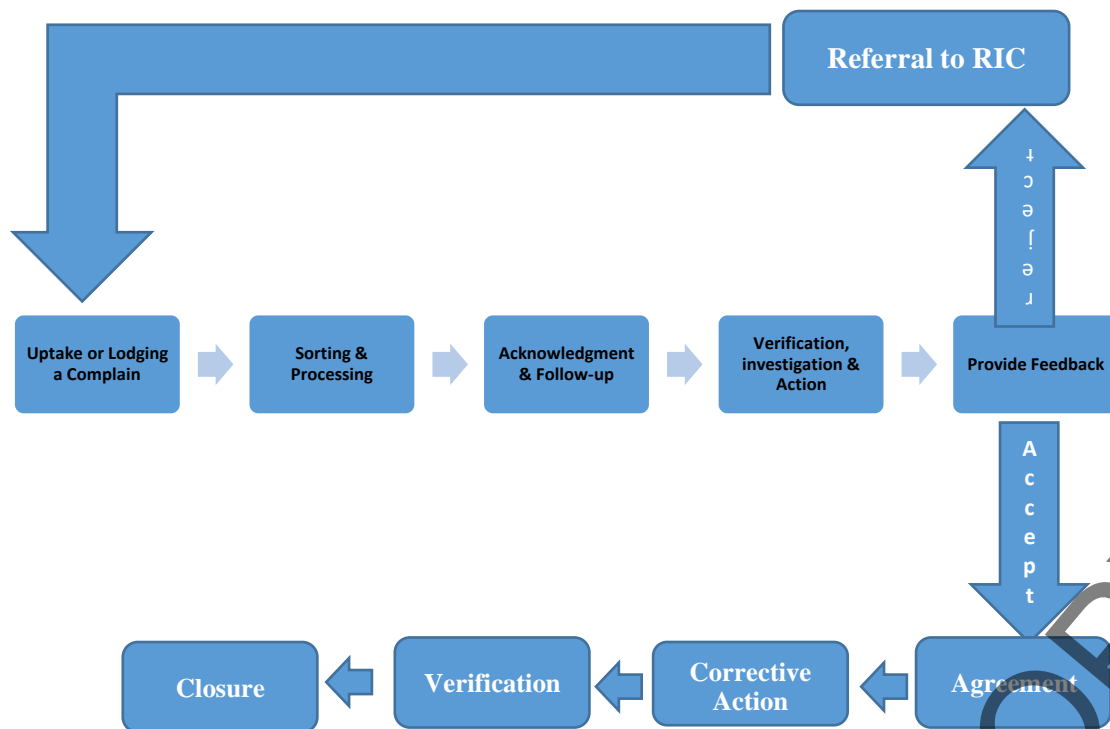 Referral to RIC
reject
Uptake or Lodging
a Complain
Sorting &
Processing
Acknowledgment
& Follow-up
Verification,
investigation &
Action
Provide Feedback
Accept
Agreement
Corrective
Action
Verification
Closure